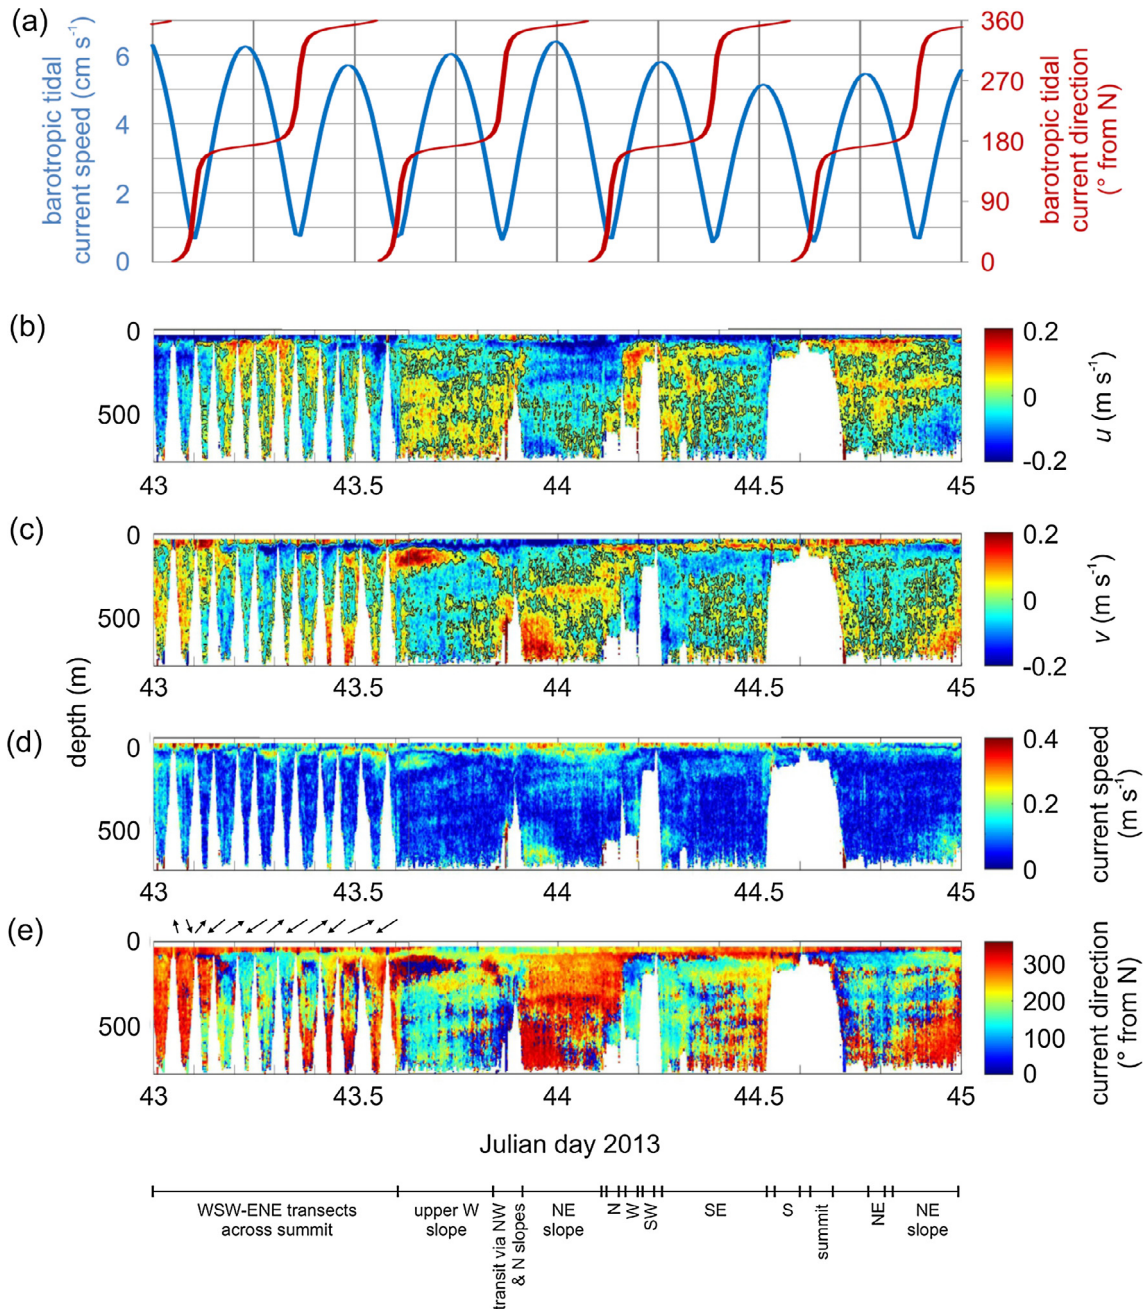 (a)
barotropic tidal
current speed (cm s⁻¹)
6
4
2
0
360
270
180
90
0
barotropic tidal
current direction
(° from N)
(b)
0
500
43
43.5
44
44.5
45
0.2
0
-0.2
u (m s⁻¹)
(c)
0
500
43
43.5
44
44.5
45
0.2
0
-0.2
v (m s⁻¹)
depth (m)
(d)
0
500
43
43.5
44
44.5
45
0.4
0.2
0
current speed
(m s⁻¹)
(e)
0
500
43
43.5
44
44.5
45
300
200
100
0
current direction
(° from N)
Julian day 2013
WSW-ENE transects
across summit
upper W
slope
transit via NW
& N slopes
NE
slope
N
W
SW
SE
S
summit
NE
NE
slope